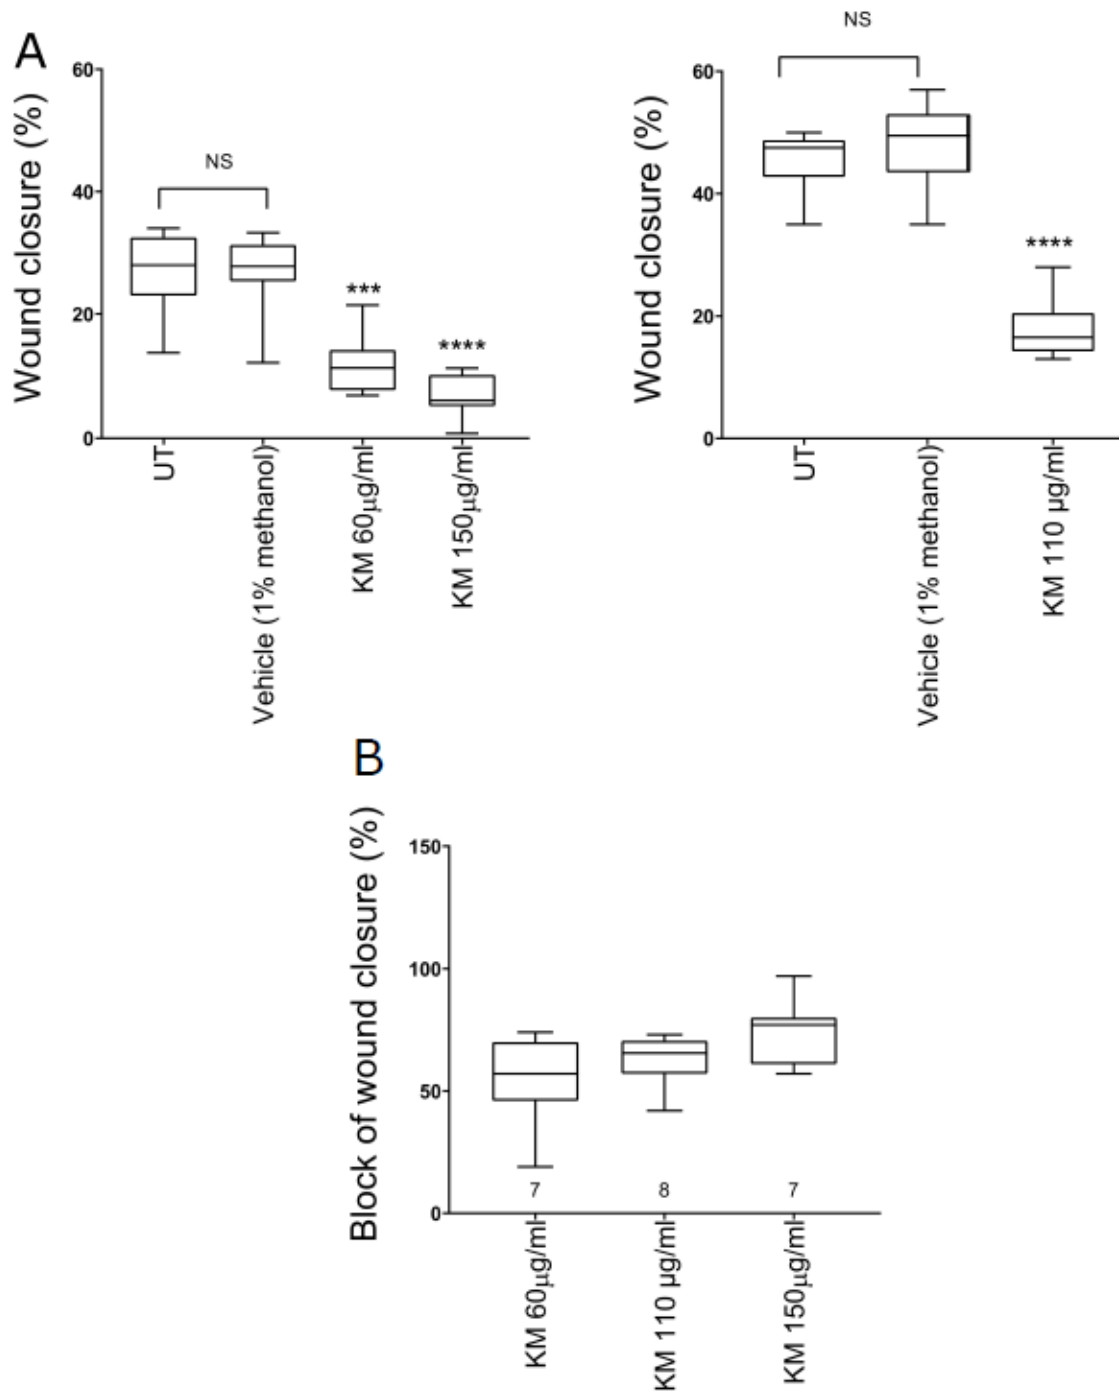 A
Wound closure (%)
60
40
20
0
NS
***
****
UT
Vehicle (1% methanol)
KM 60µg/ml
KM 150µg/ml
Wound closure (%)
60
40
20
0
NS
****
UT
Vehicle (1% methanol)
KM 110 µg/ml
B
Block of wound closure (%)
150
100
50
0
7
8
7
KM 60µg/ml
KM 110 µg/ml
KM 150µg/ml